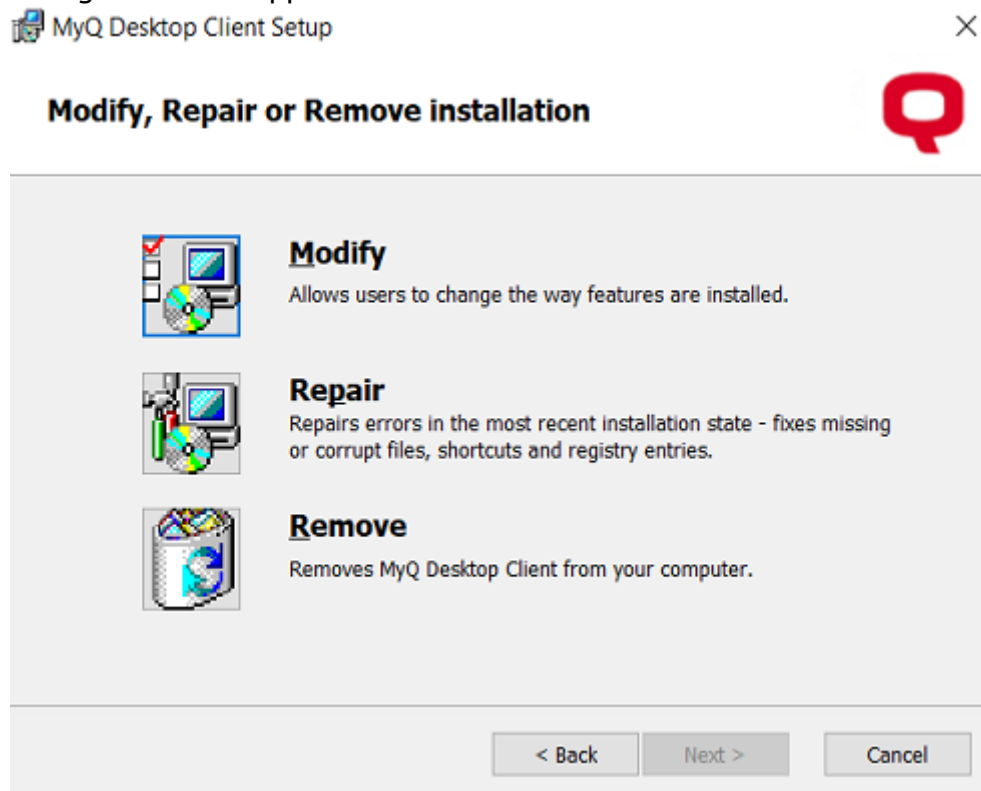 MyQ Desktop Client Setup
Modify, Repair or Remove installation
Modify
Allows users to change the way features are installed.
Repair
Repairs errors in the most recent installation state - fixes missing
or corrupt files, shortcuts and registry entries.
Remove
Removes MyQ Desktop Client from your computer.
< Back
Next >
Cancel